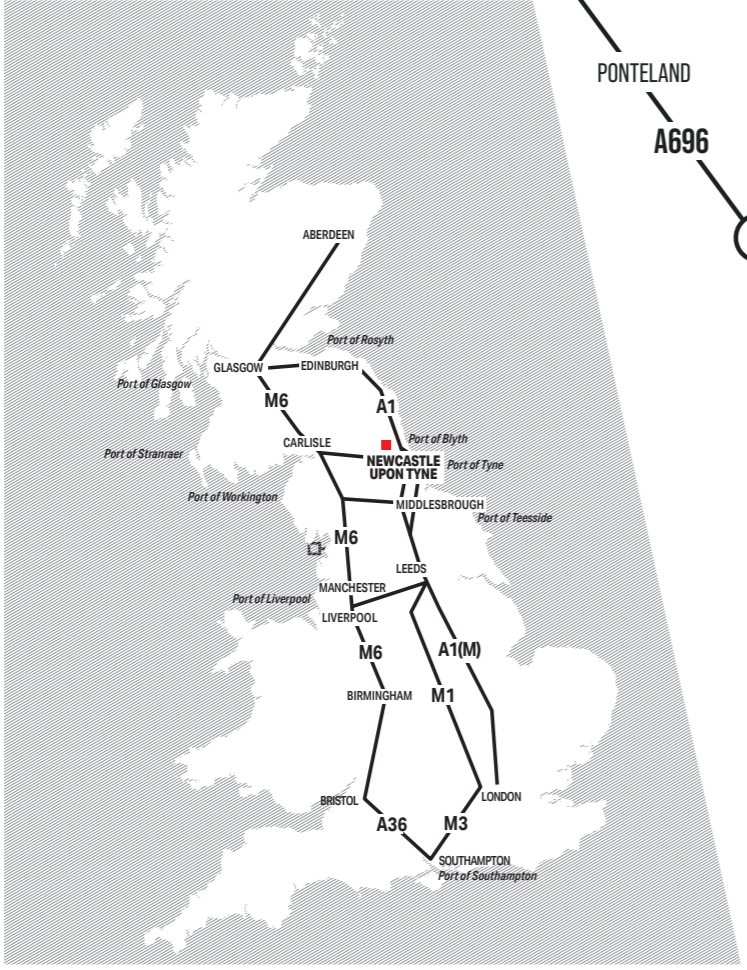 PONTELAND
A696
ABERDEEN
Port of Rosyth
GLASGOW
EDINBURGH
Port of Glasgow
M6
A1
CARLISLE
Port of Blyth
Port of Stranraer
NEWCASTLE
UPON TYNE
Port of Tyne
Port of Workington
MIDDLESBROUGH
Port of Teesside
M6
LEEDS
MANCHESTER
Port of Liverpool
LIVERPOOL
M6
A1(M)
BIRMINGHAM
M1
BRISTOL
LONDON
A36
M3
SOUTHAMPTON
Port of Southampton